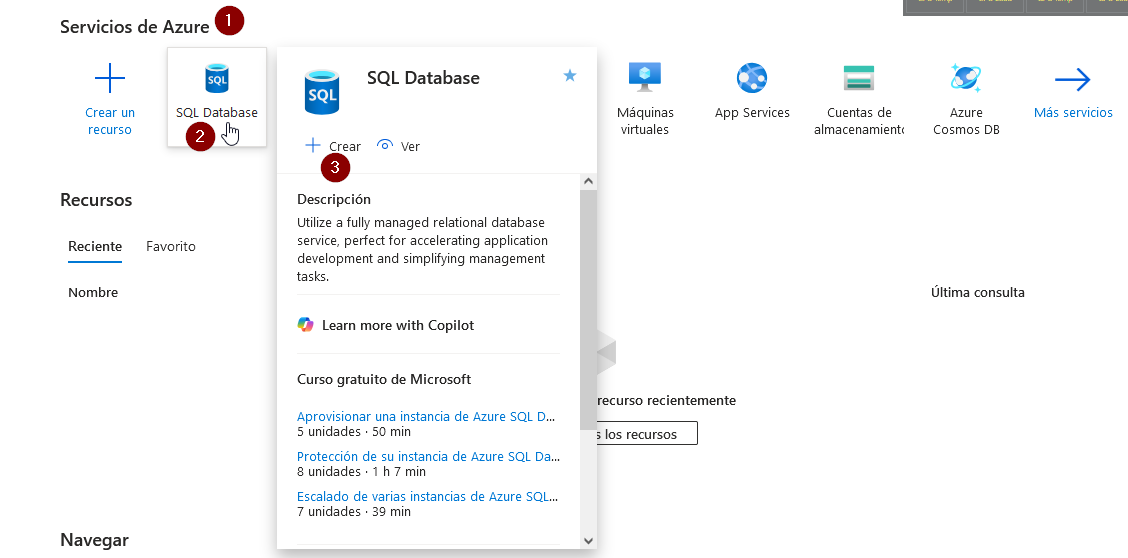 Servicios de Azure
1
Crear un
recurso
SQL
SQL Database
2
SQL
SQL Database
Crear
Ver
3
Máquinas
virtuales
App Services
Cuentas de
almacenamiento
Azure
Cosmos DB
Más servicios
Descripción
Utilize a fully managed relational database
service, perfect for accelerating application
development and simplifying management
tasks.
Learn more with Copilot
Curso gratuito de Microsoft
Aprovisionar una instancia de Azure SQL D...
5 unidades · 50 min
Protección de su instancia de Azure SQL Da...
8 unidades · 1 h 7 min
Escalado de varias instancias de Azure SQL...
7 unidades · 39 min
Recursos
Reciente
Favorito
Nombre
Última consulta
recurso recientemente
s los recursos
Navegar